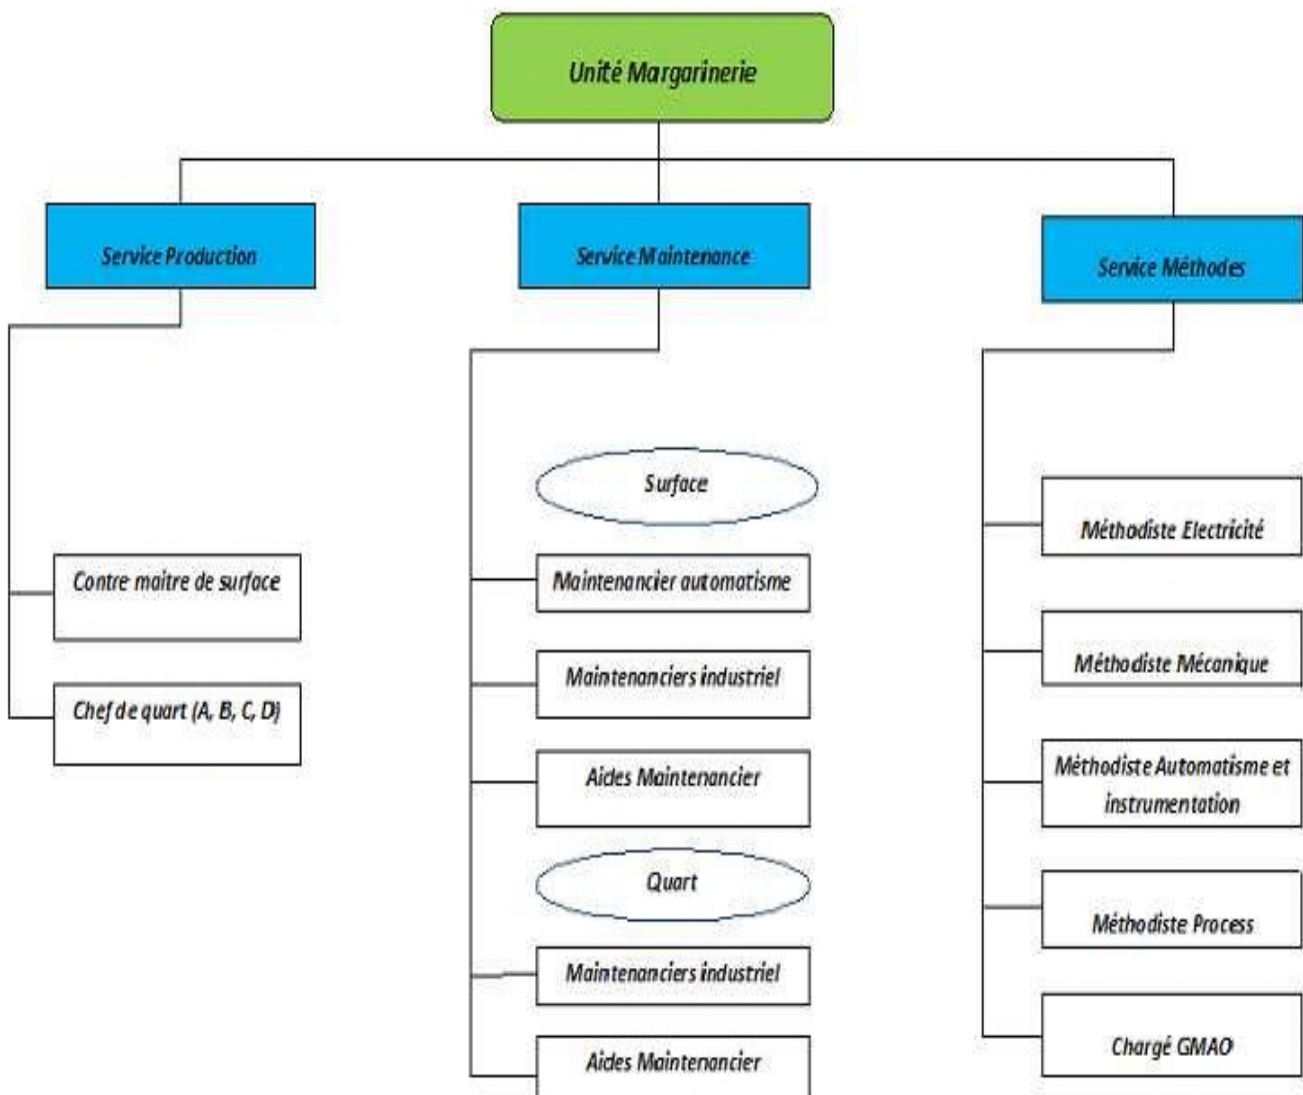 Unité Margarinerie
Service Production
Service Maintenance
Service Méthodes
Contre maitre de surface
Chef de quart (A, B, C, D)
Surface
Maintenancier automatisme
Maintenanciers industriel
Aides Maintenancier
Quart
Maintenanciers industriel
Aides Maintenancier
Méthodiste Electricité
Méthodiste Mécanique
Méthodiste Automatisme et
instrumentation
Méthodiste Process
Chargé GMAO